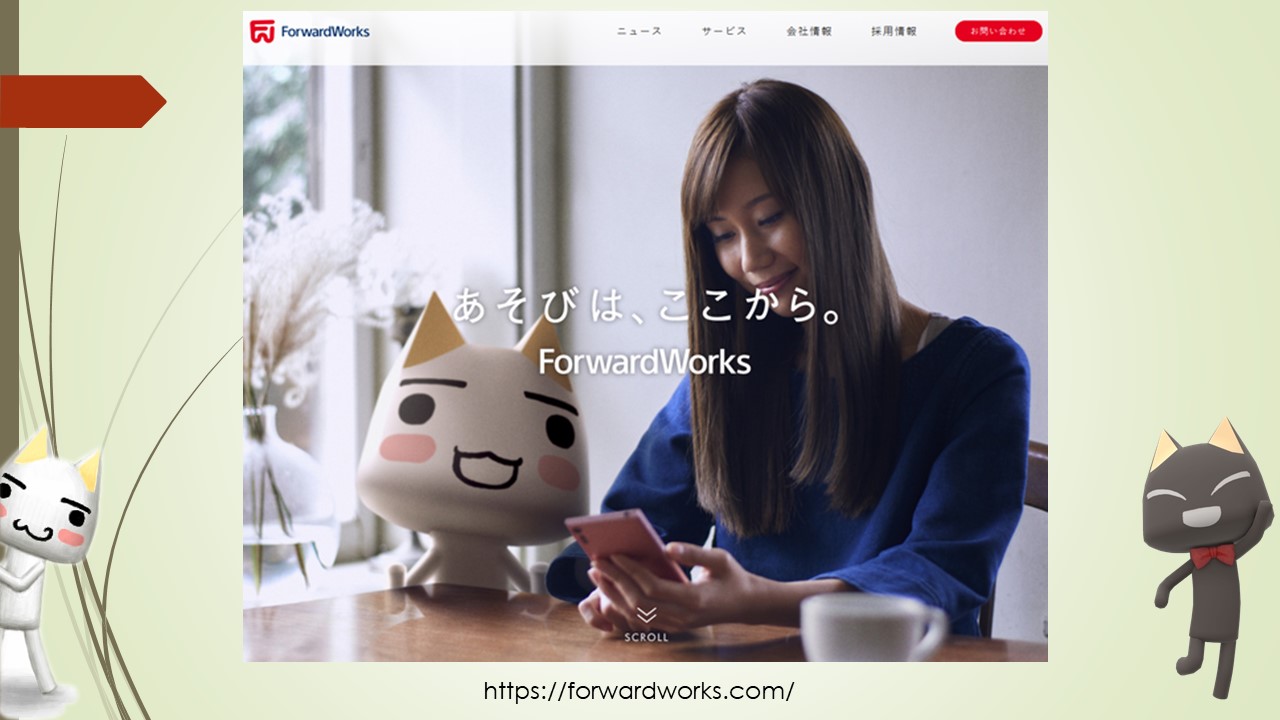 ForwardWorks
ニュース
サービス
会社情報
採用情報
お問い合わせ
あそびは、ここから。
ForwardWorks
SCROLL
https://forwardworks.com/